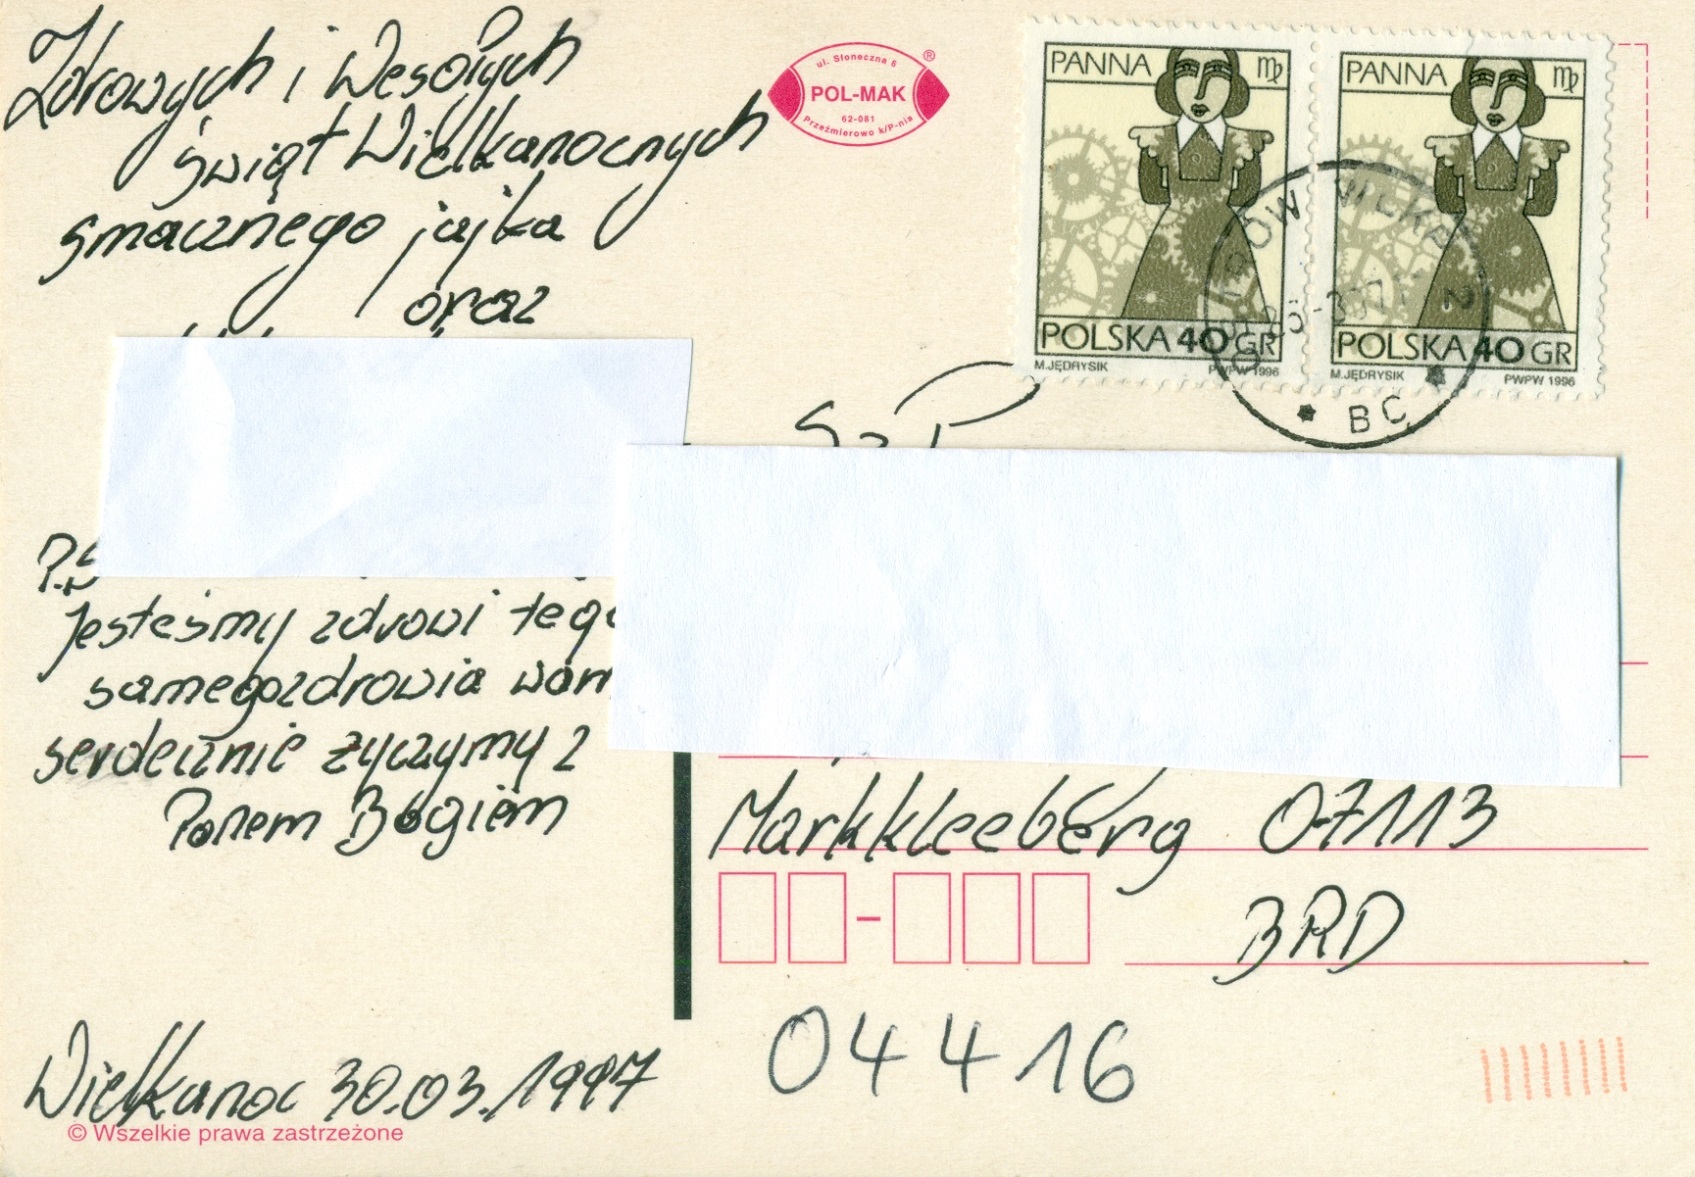 Zdrowych i Wesołych
Świąt Wielkanocnych
smacznego jajka
oraz
P.S
Jesteśmy zdrowi tego
samego zdrowia wam
serdecznie życzymy z
Panem Bogiem
Wielkanoc 30.03.1997
© Wszelkie prawa zastrzeżone
ul. Słoneczna 6
®
POL-MAK
62-081
Przeźmierowo k/P-nia
PANNA
POLSKA 40 GR
M.JĘDRYSIK PWPW 1996
PANNA
POLSKA 40 GR
M.JĘDRYSIK PWPW 1996
BC
Markkleeberg 07113
BRD
04416